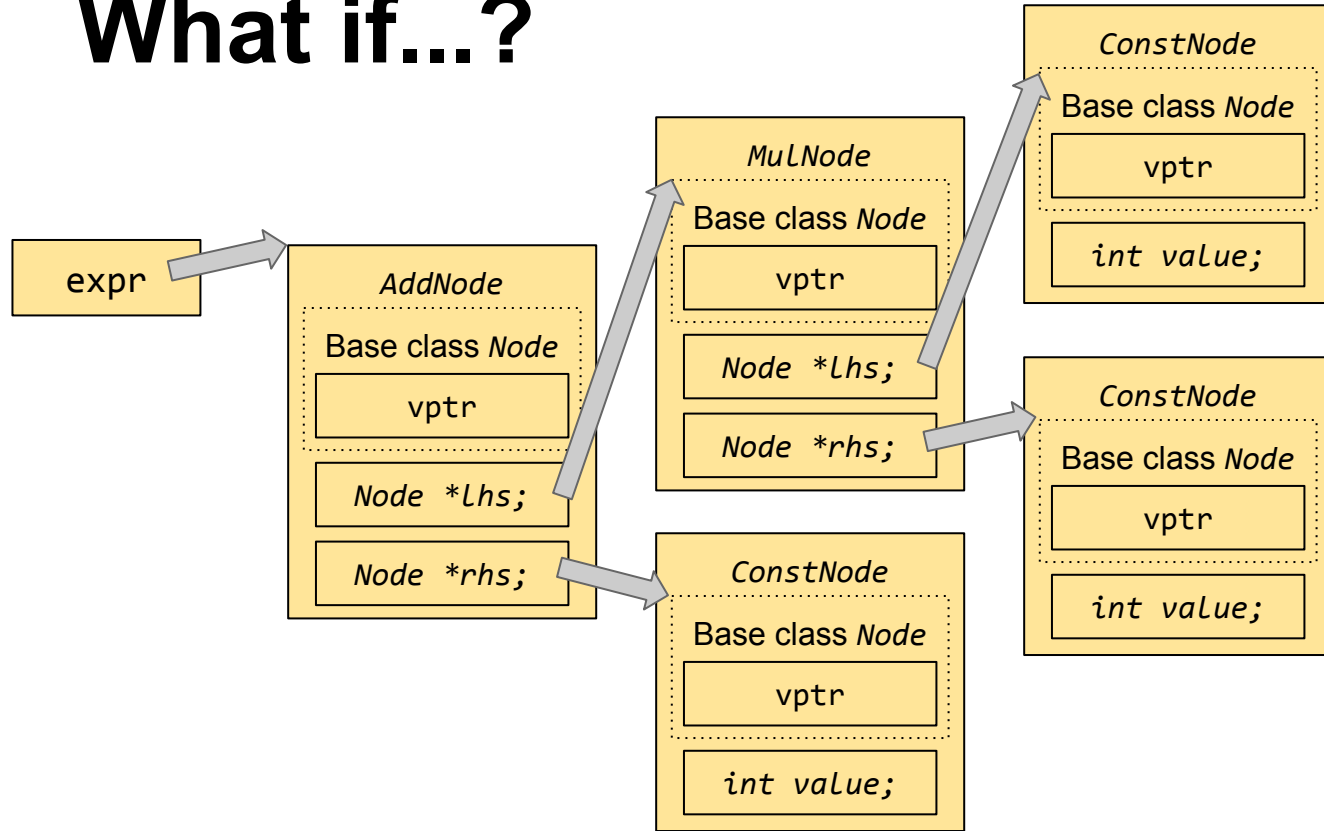 What if...?
expr
AddNode
Base class Node
vptr
Node *lhs;
Node *rhs;
MulNode
Base class Node
vptr
Node *lhs;
Node *rhs;
ConstNode
Base class Node
vptr
int value;
ConstNode
Base class Node
vptr
int value;
ConstNode
Base class Node
vptr
int value;